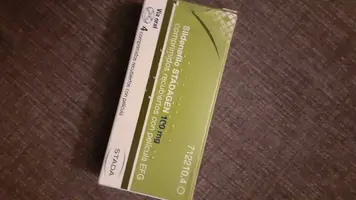 Vía oral
4 comprimidos recubiertos con película
STADA
Sildenafilo STADAGEN 100 mg
comprimidos recubiertos con película EFG
712210.4